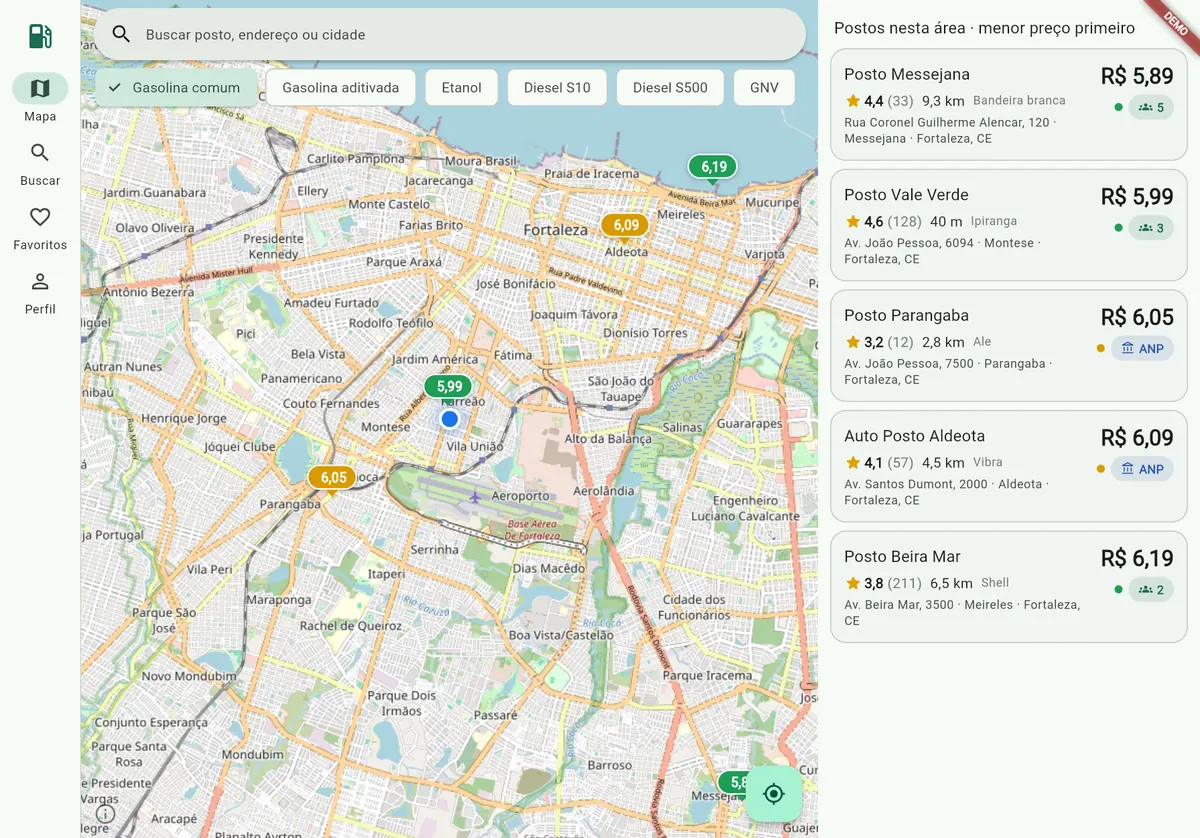 Mapa
Buscar
Favoritos
Perfil
Buscar posto, endereço ou cidade
Gasolina comum
Gasolina aditivada
Etanol
Diesel S10
Diesel S500
GNV
Carlito Pamplona
Moura Brasil
Jacarecanga
Praia de Iracema
6,19
Avenida Beira Mar
Mucuripe
Jardim Guanabara
Ellery
Monte Castelo
Meireles
Olavo Oliveira
Farias Brito
Fortaleza
6,09
Presidente
Kennedy
Aldeota
Varjota
Parque Araxá
Avenida Mister Hull
Rua Padre Valdevino
José Bonifácio
Antônio Bezerra
Amadeu Furtado
Rodolfo Teófilo
Joaquim Távora
Pici
Dionísio Torres
Bela Vista
Jardim América
Fátima
Autran Nunes
Panamericano
5,99
São João do
Tauape
Rio Cocó
Couto Fernandes
Henrique Jorge
Montese
Salinas
Guararapes
Jóquei Clube
Vila União
Alto da Balança
6,05
Parangaba
Aeroporto
Aerolândia
Engenheiro
Luciano Cavalcante
Base Aérea
De Fortaleza
Serrinha
Dias Macêdo
Vila Peri
Itaperi
Maraponga
Rio Cocó
Cidade dos
Funcionários
Parque São
José
Rachel de Queiroz
Boa Vista/Castelão
Rodovia Santos Dumont
Novo Mondubim
Parque Iracema
Parque Dois
Irmãos
Passaré
Conjunto Esperança
Parque Santa
Rosa
Mondubim
Barroso
e Presidente
Vargas
Aracapé
Planalto Ayrton
Postos nesta área · menor preço primeiro
DEMO
Posto Messejana
R$ 5,89
4,4 (33) 9,3 km Bandeira branca
5
Rua Coronel Guilherme Alencar, 120 ·
Messejana · Fortaleza, CE
Posto Vale Verde
R$ 5,99
4,6 (128) 40 m Ipiranga
3
Av. João Pessoa, 6094 · Montese ·
Fortaleza, CE
Posto Parangaba
R$ 6,05
3,2 (12) 2,8 km Ale
ANP
Av. João Pessoa, 7500 · Parangaba ·
Fortaleza, CE
Auto Posto Aldeota
R$ 6,09
4,1 (57) 4,5 km Vibra
ANP
Av. Santos Dumont, 2000 · Aldeota ·
Fortaleza, CE
Posto Beira Mar
R$ 6,19
3,8 (211) 6,5 km Shell
2
Av. Beira Mar, 3500 · Meireles · Fortaleza,
CE